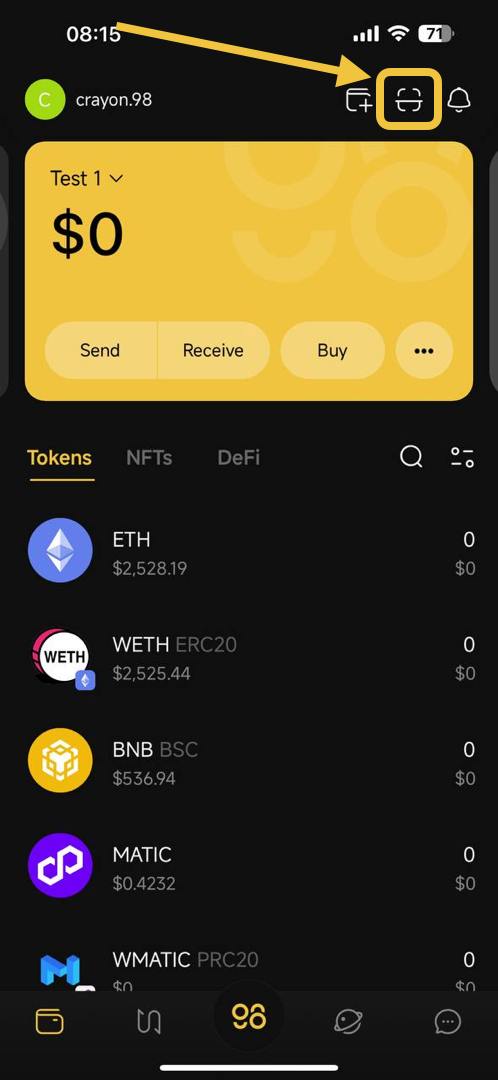 08:15
71
C
crayon.98
Test 1
$0
Send
Receive
Buy
Tokens
NFTs
DeFi
ETH
0
$2,528.19
$0
WETH
WETH ERC20
0
$2,525.44
$0
BNB BSC
0
$536.94
$0
MATIC
0
$0.4232
$0
WMATIC PRC20
0
$0
$0
98